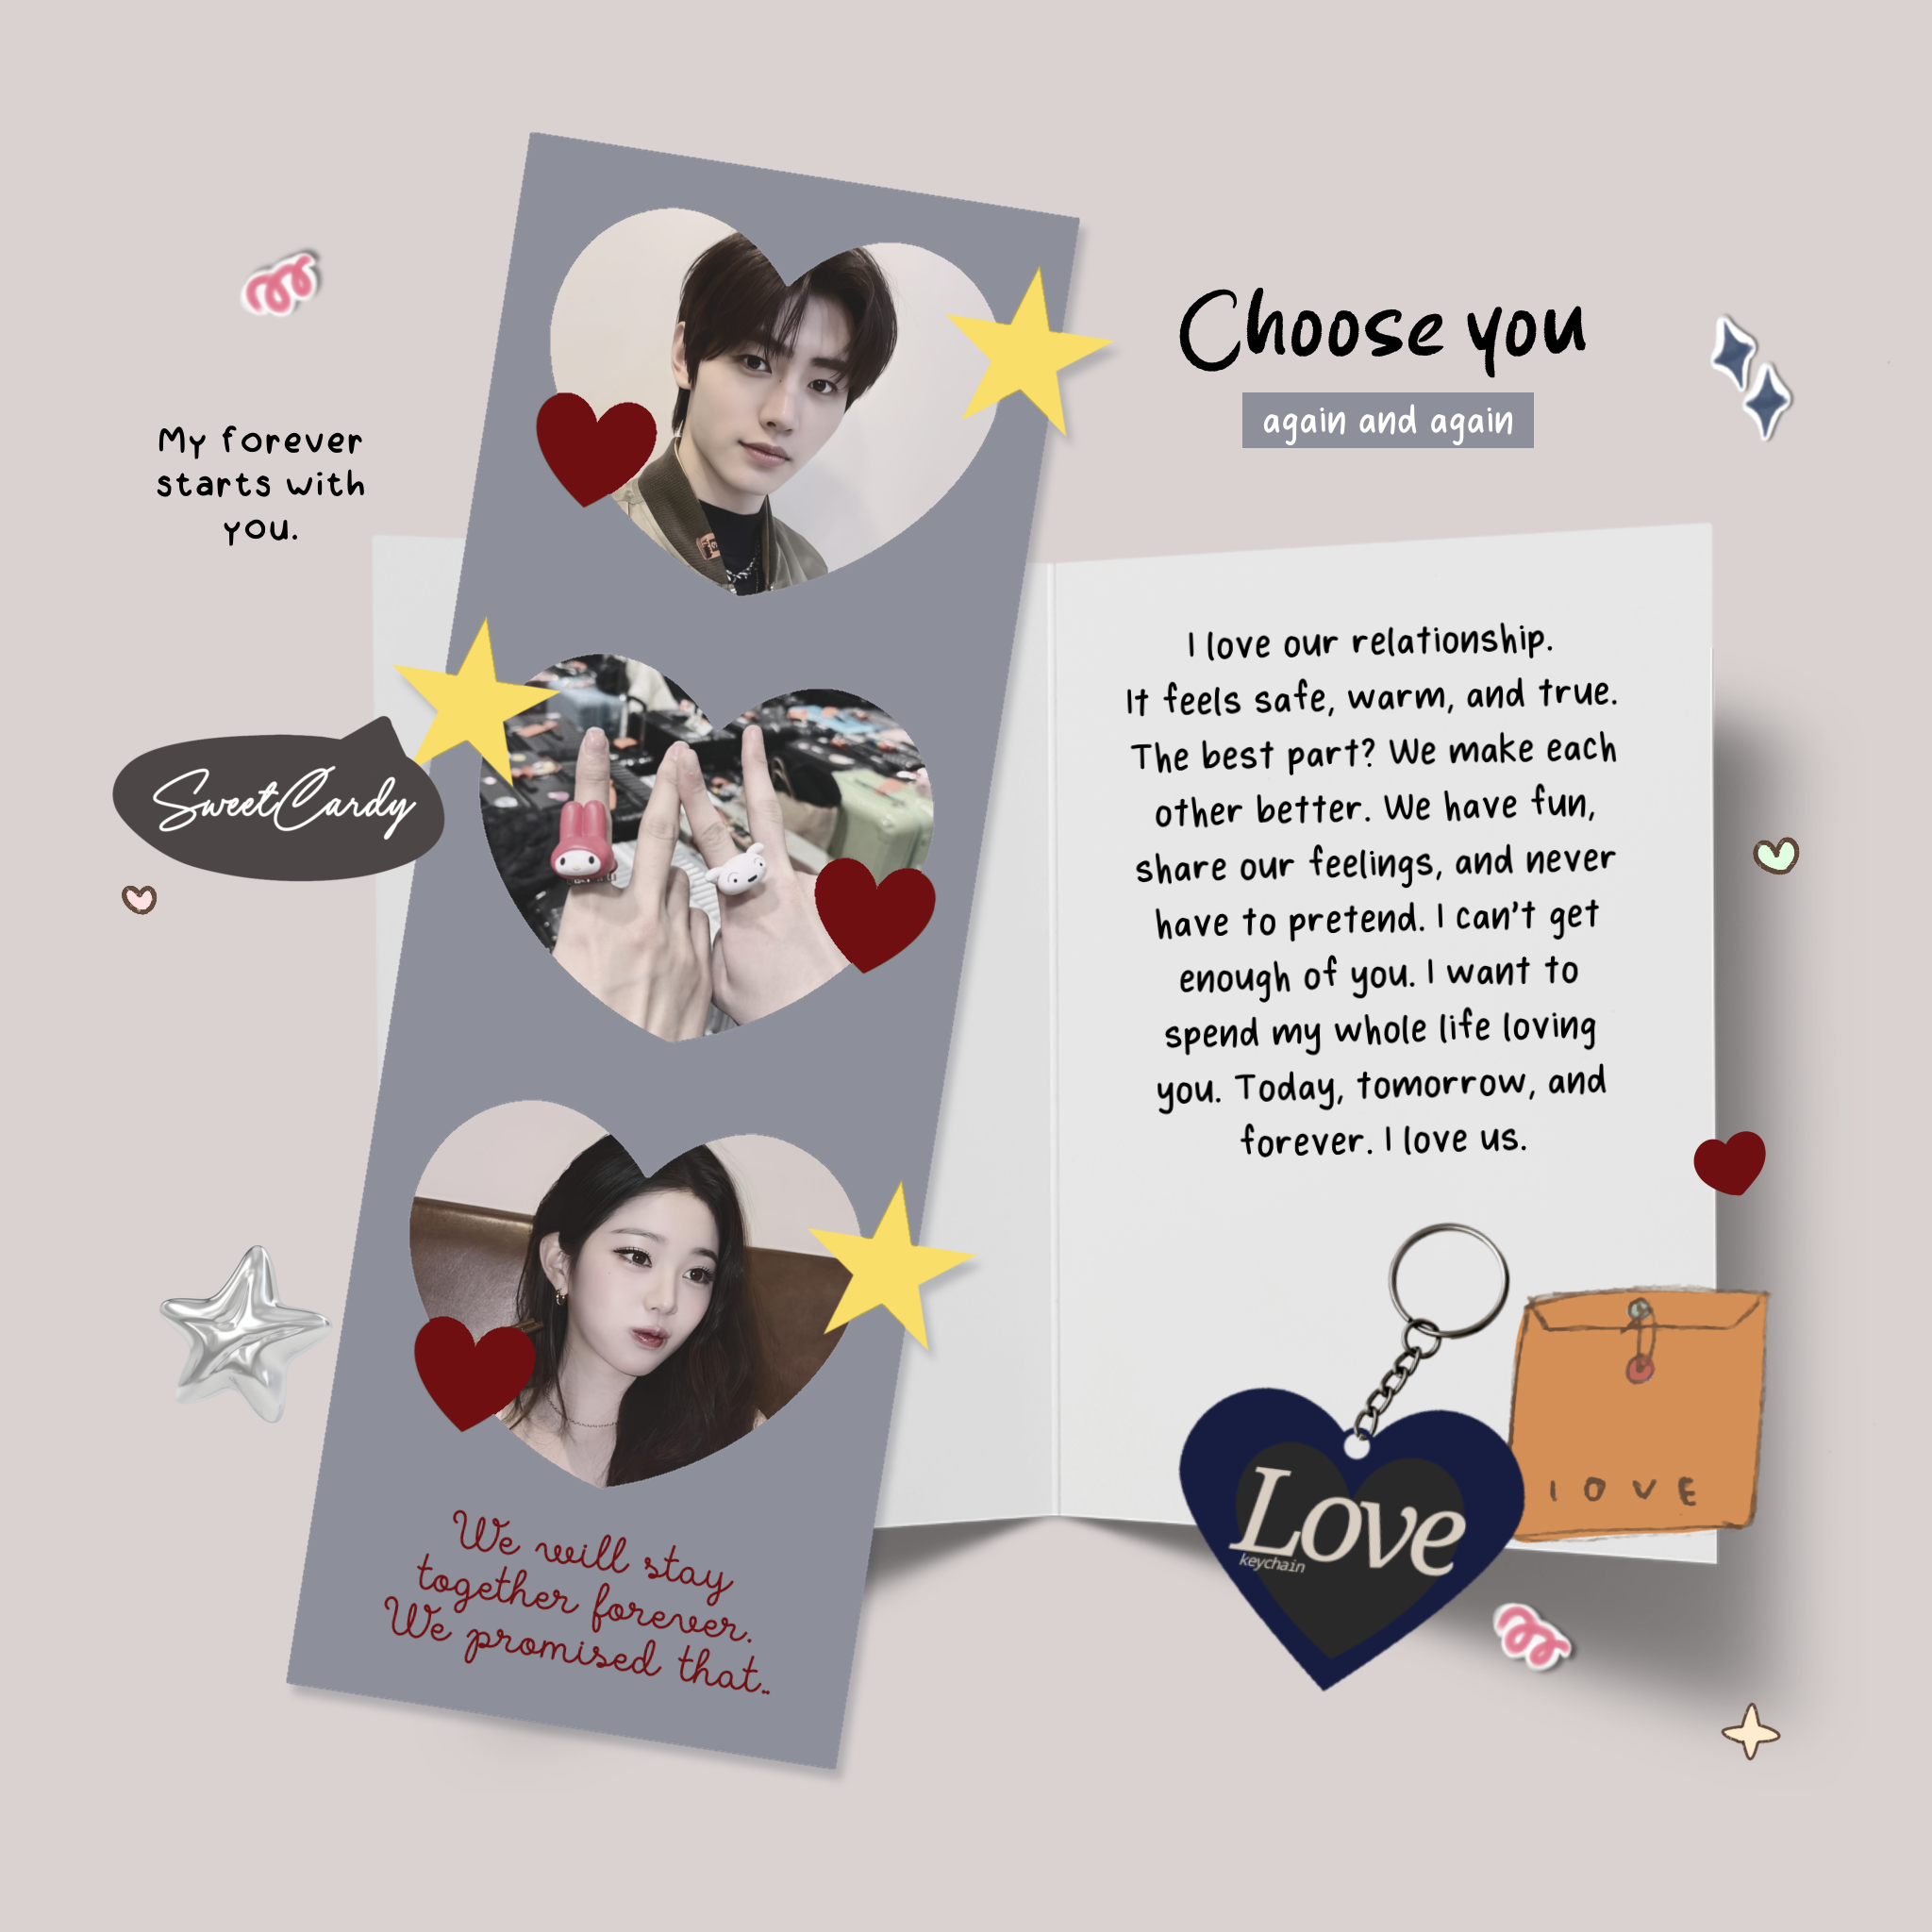 Choose you
again and again
My forever
starts with
you.
SweetCardy
I love our relationship.
It feels safe, warm, and true.
The best part? We make each
other better. We have fun,
share our feelings, and never
have to pretend. I can't get
enough of you. I want to
spend my whole life loving
you. Today, tomorrow, and
forever. I love us.
Love
keychain
LOVE
We will stay
together forever.
We promised that..